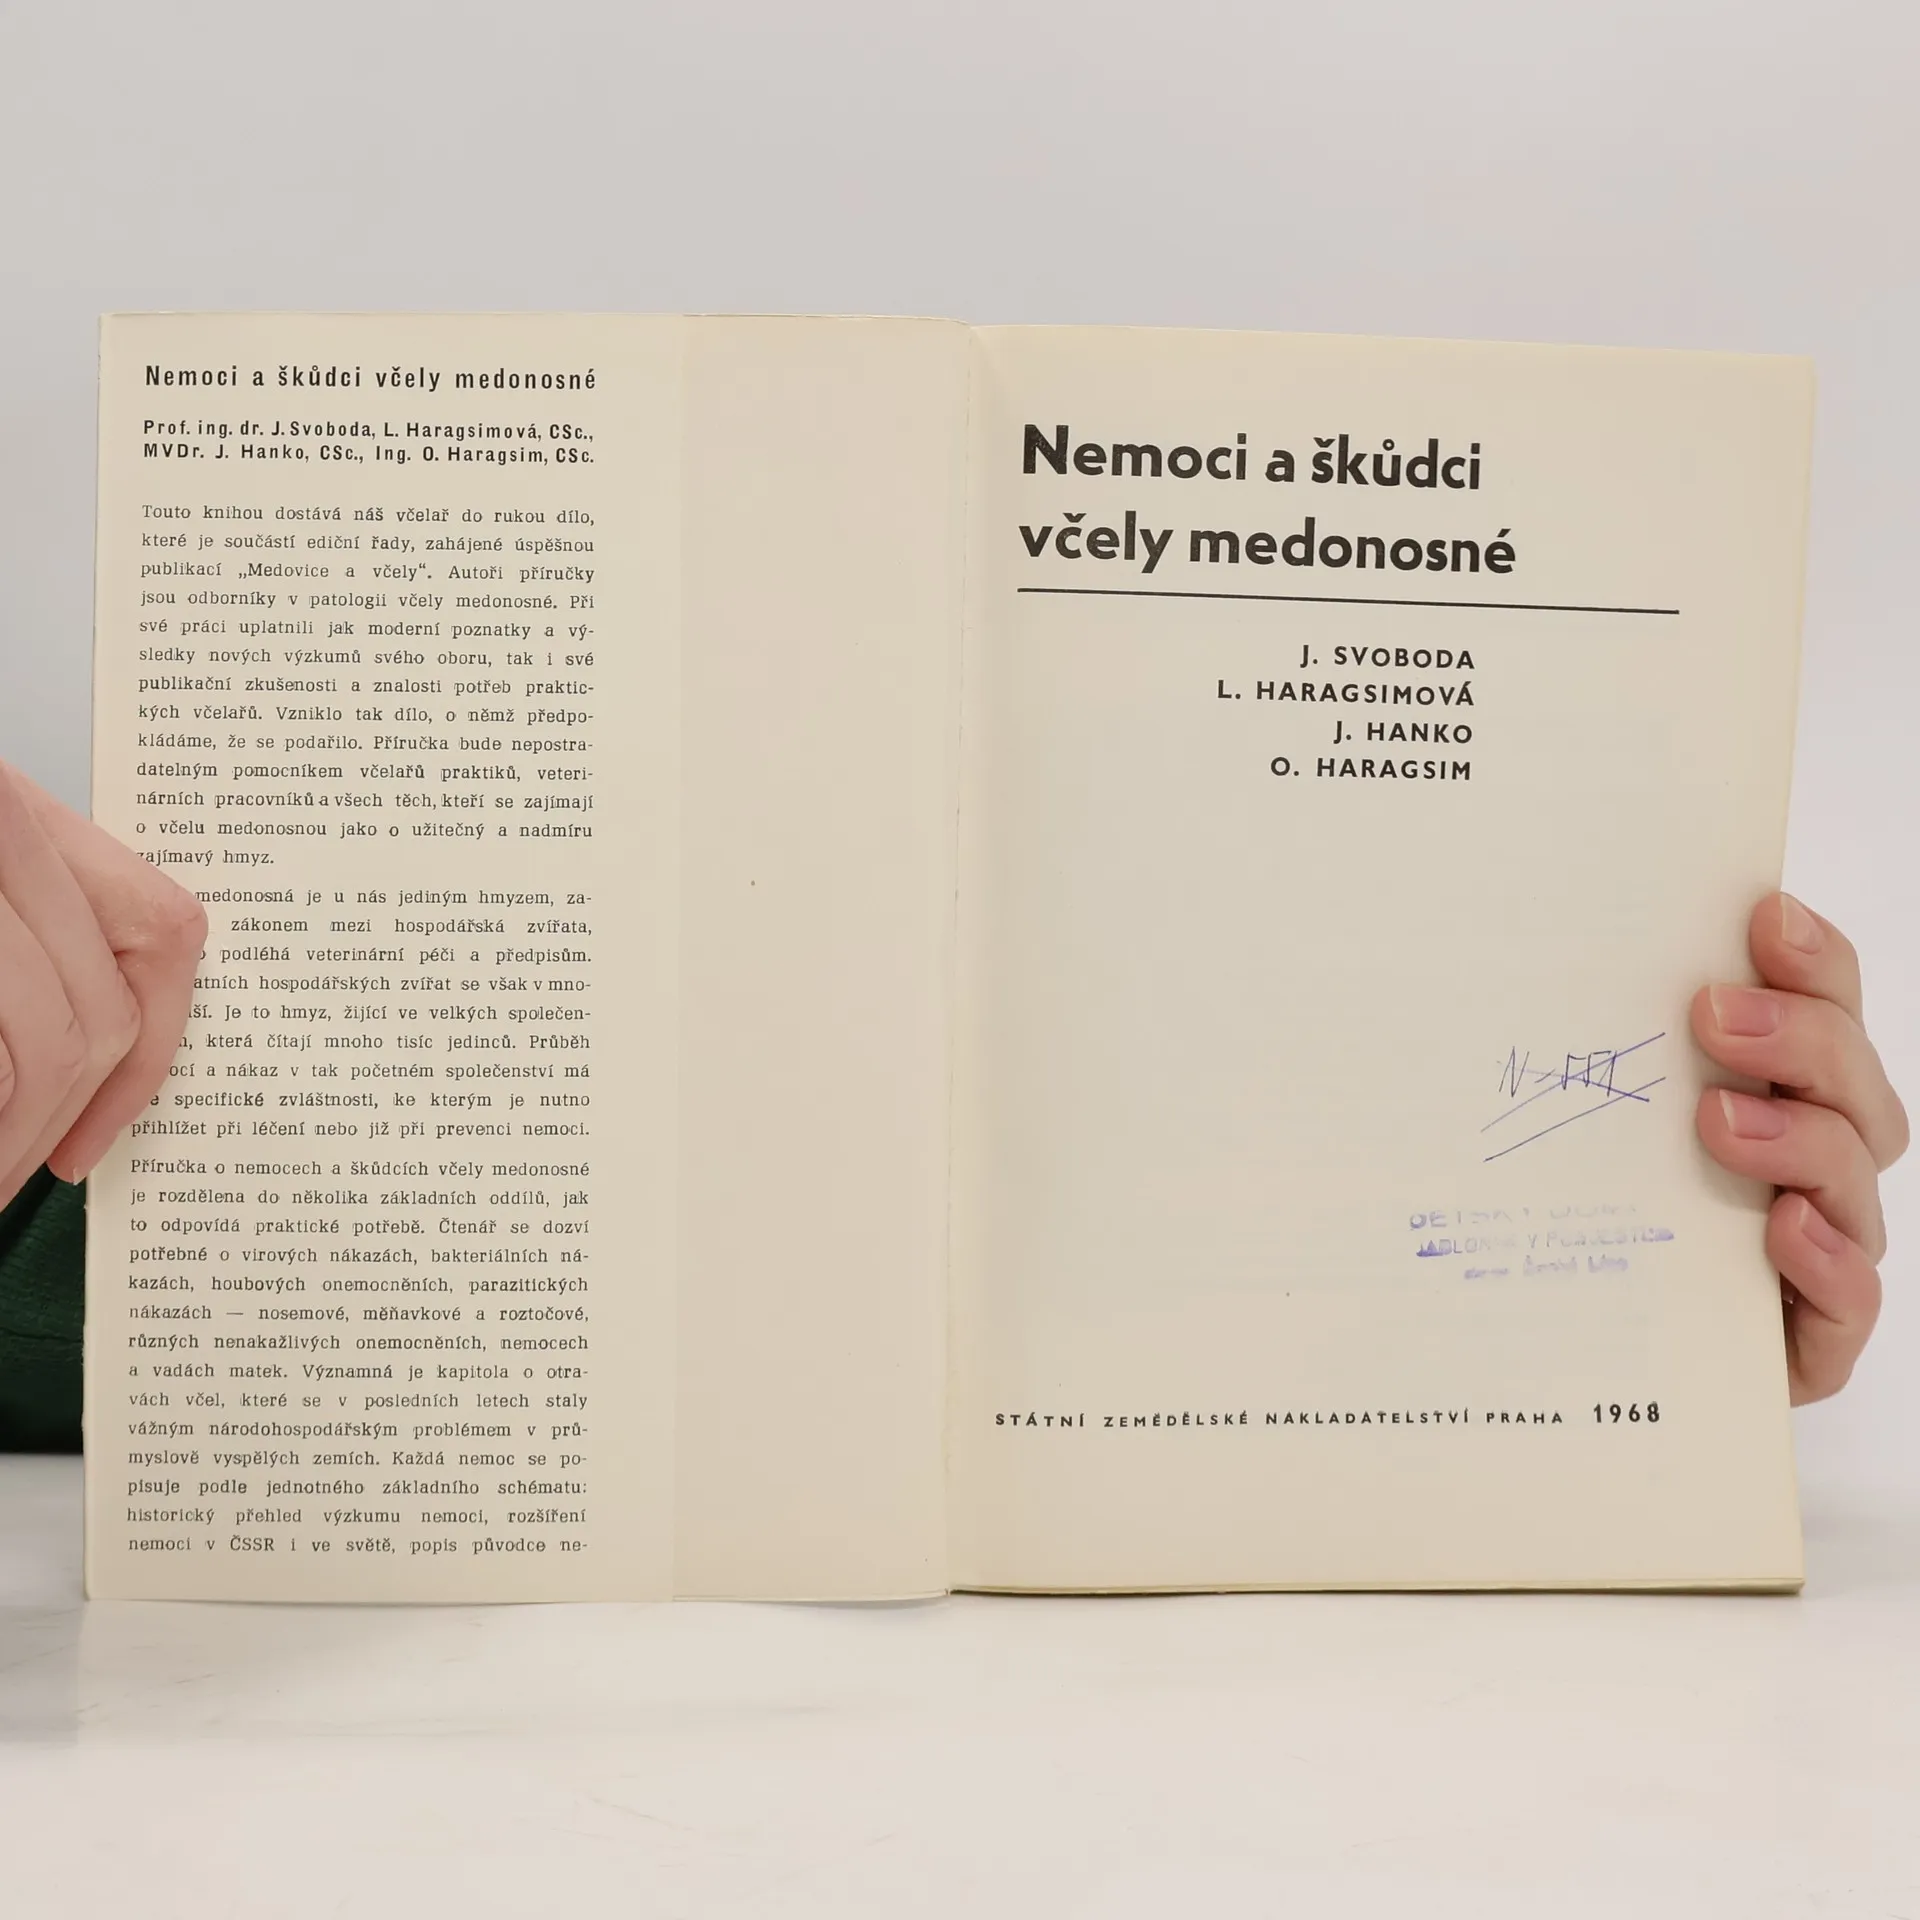 Nemoci a škůdci včely medonosné
Prof. ing. dr. J. Svoboda, L. Haragsimová, CSc.,
MVDr. J. Hanko, CSc., Ing. O. Haragsim, CSc.
Touto knihou dostává náš včelař do rukou dílo,
které je součástí ediční řady, zahájené úspěšnou
publikací „Medovice a včely“. Autoři příručky
jsou odborníky v patologii včely medonosné. Při
své práci uplatnili jak moderní poznatky a vý-
sledky nových výzkumů svého oboru, tak i své
publikační zkušenosti a znalosti potřeb praktic-
kých včelařů. Vzniklo tak dílo, o němž předpo-
kládáme, že se podařilo. Příručka bude nepostra-
datelným pomocníkem včelařů praktiků, veteri-
nárních pracovníků a všech těch, kteří se zajímají
o včelu medonosnou jako o užitečný a nadmíru
zajímavý hmyz.
medonosná je u nás jediným hmyzem, za-
zákonem mezi hospodářská zvířata,
podléhá veterinární péči a předpisům.
hospodářských zvířat se však v mno-
Je to hmyz, žijící ve velkých společen-
která čítají mnoho tisíc jedinců. Průběh
a nákaz v tak početném společenství má
specifické zvláštnosti, ke kterým je nutno
přihlížet při léčení nebo již při prevenci nemoci.
Příručka o nemocech a škůdcích včely medonosné
je rozdělena do několika základních oddílů, jak
to odpovídá praktické potřebě. Čtenář se dozví
potřebné o virových nákazách, bakteriálních ná-
kazách, houbových onemocněních, parazitických
nákazách — nosemové, měňavkové a roztočové,
různých nenakažlivých onemocněních, nemocech
a vadách matek. Významná je kapitola o otra-
vách včel, které se v posledních letech staly
vážným národohospodářským problémem v prů-
myslově vyspělých zemích. Každá nemoc se po-
pisuje podle jednotného základního schématu:
historický přehled výzkumu nemoci, rozšíření
nemoci v ČSSR i ve světě, popis původce ne-
Nemoci a škůdci
včely medonosné
J. SVOBODA
L. HARAGSIMOVÁ
J. HANKO
O. HARAGSIM
STÁTNÍ ZEMĚDĚLSKÉ NAKLADATELSTVÍ PRAHA 1968